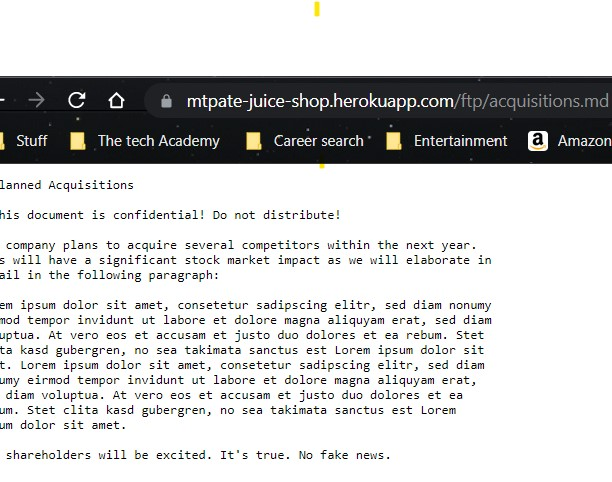 mtpate-juice-shop.herokuapp.com/ftp/acquisitions.md
Stuff The tech Academy Career search Entertainment Amazon
lanned Acquisitions
his document is confidential! Do not distribute!
company plans to acquire several competitors within the next year.
s will have a significant stock market impact as we will elaborate in
ail in the following paragraph:
em ipsum dolor sit amet, consetetur sadipscing elitr, sed diam nonumy
mod tempor invidunt ut labore et dolore magna aliquyam erat, sed diam
uptua. At vero eos et accusam et justo duo dolores et ea rebum. Stet
ta kasd gubergren, no sea takimata sanctus est Lorem ipsum dolor sit
t. Lorem ipsum dolor sit amet, consetetur sadipscing elitr, sed diam
umy eirmod tempor invidunt ut labore et dolore magna aliquyam erat,
diam voluptua. At vero eos et accusam et justo duo dolores et ea
um. Stet clita kasd gubergren, no sea takimata sanctus est Lorem
um dolor sit amet.
shareholders will be excited. It's true. No fake news.